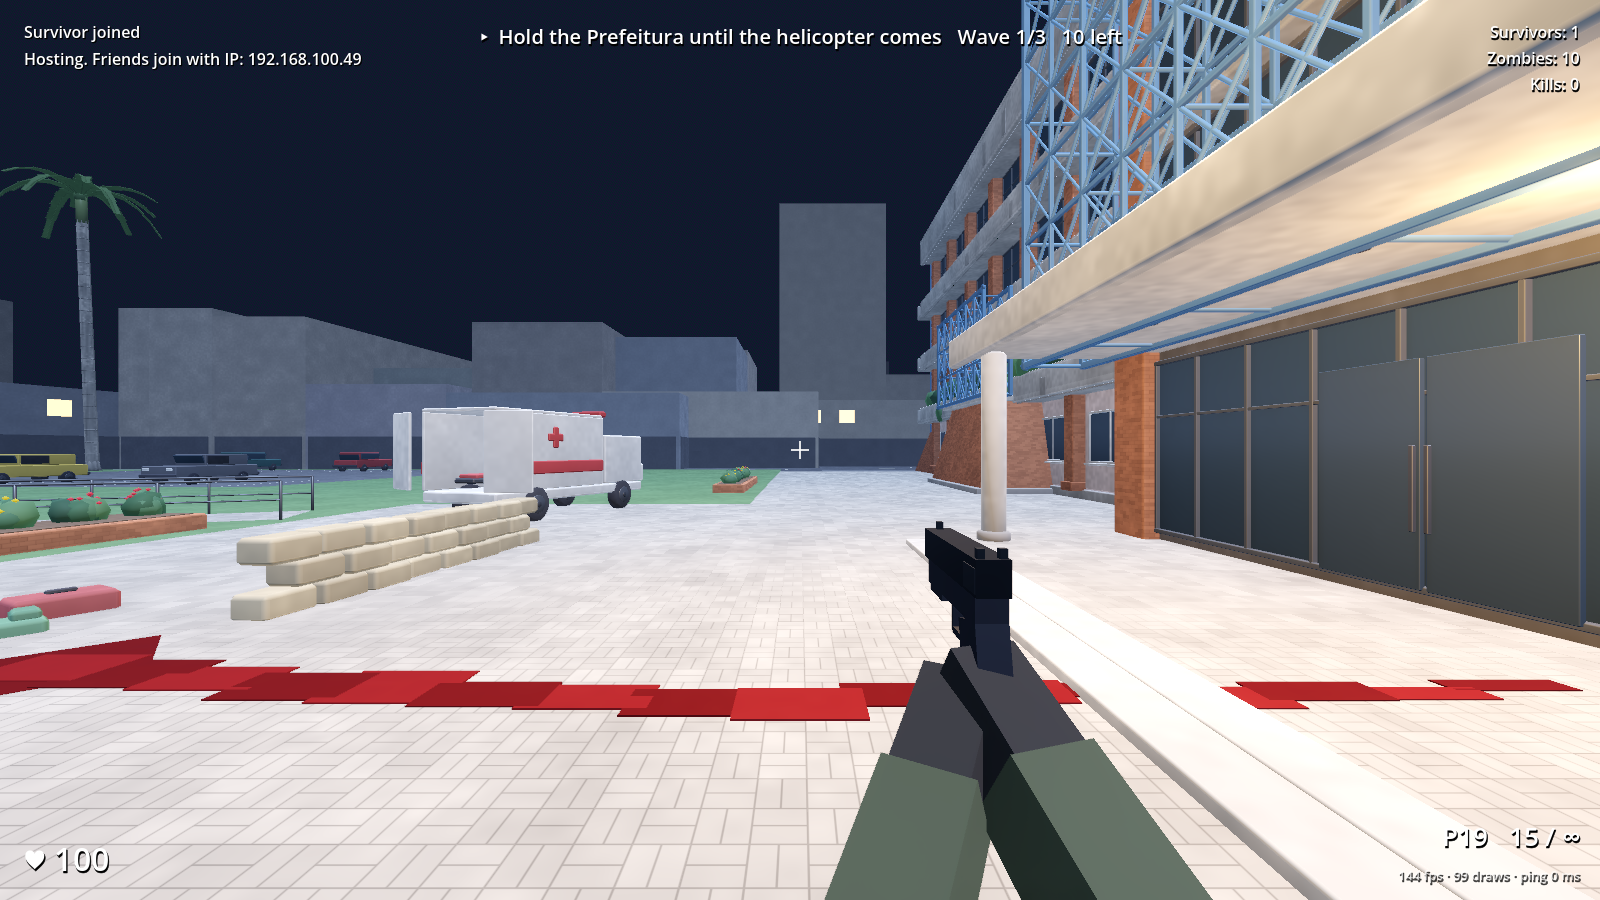 Survivor joined
Hosting. Friends join with IP: 192.168.100.49
Hold the Prefeitura until the helicopter comes Wave 1/3 10 left
Survivors: 1
Zombies: 10
Kills: 0
100
P19 15 / ∞
144 fps · 99 draws · ping 0 ms